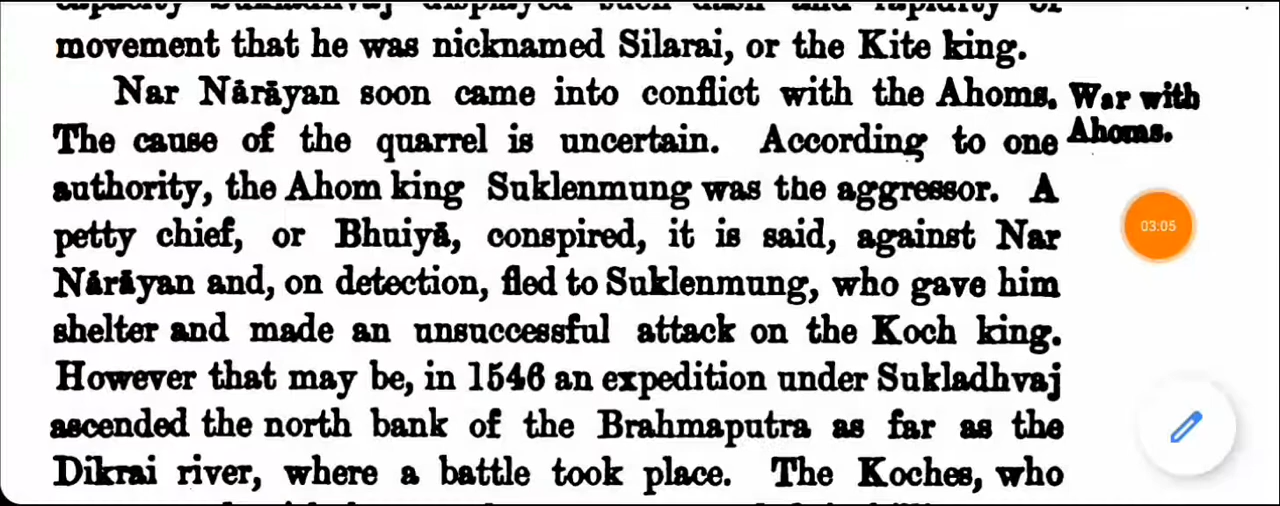 movement that he was nicknamed Silarai, or the Kite king.
Nar Nārāyan soon came into conflict with the Ahoms.
War with
Ahoms.
The cause of the quarrel is uncertain. According to one
authority, the Ahom king Suklenmung was the aggressor. A
petty chief, or Bhuiyā, conspired, it is said, against Nar
Nārāyan and, on detection, fled to Suklenmung, who gave him
shelter and made an unsuccessful attack on the Koch king.
However that may be, in 1546 an expedition under Sukladhvaj
ascended the north bank of the Brahmaputra as far as the
Dikrai river, where a battle took place. The Koches, who
03:05